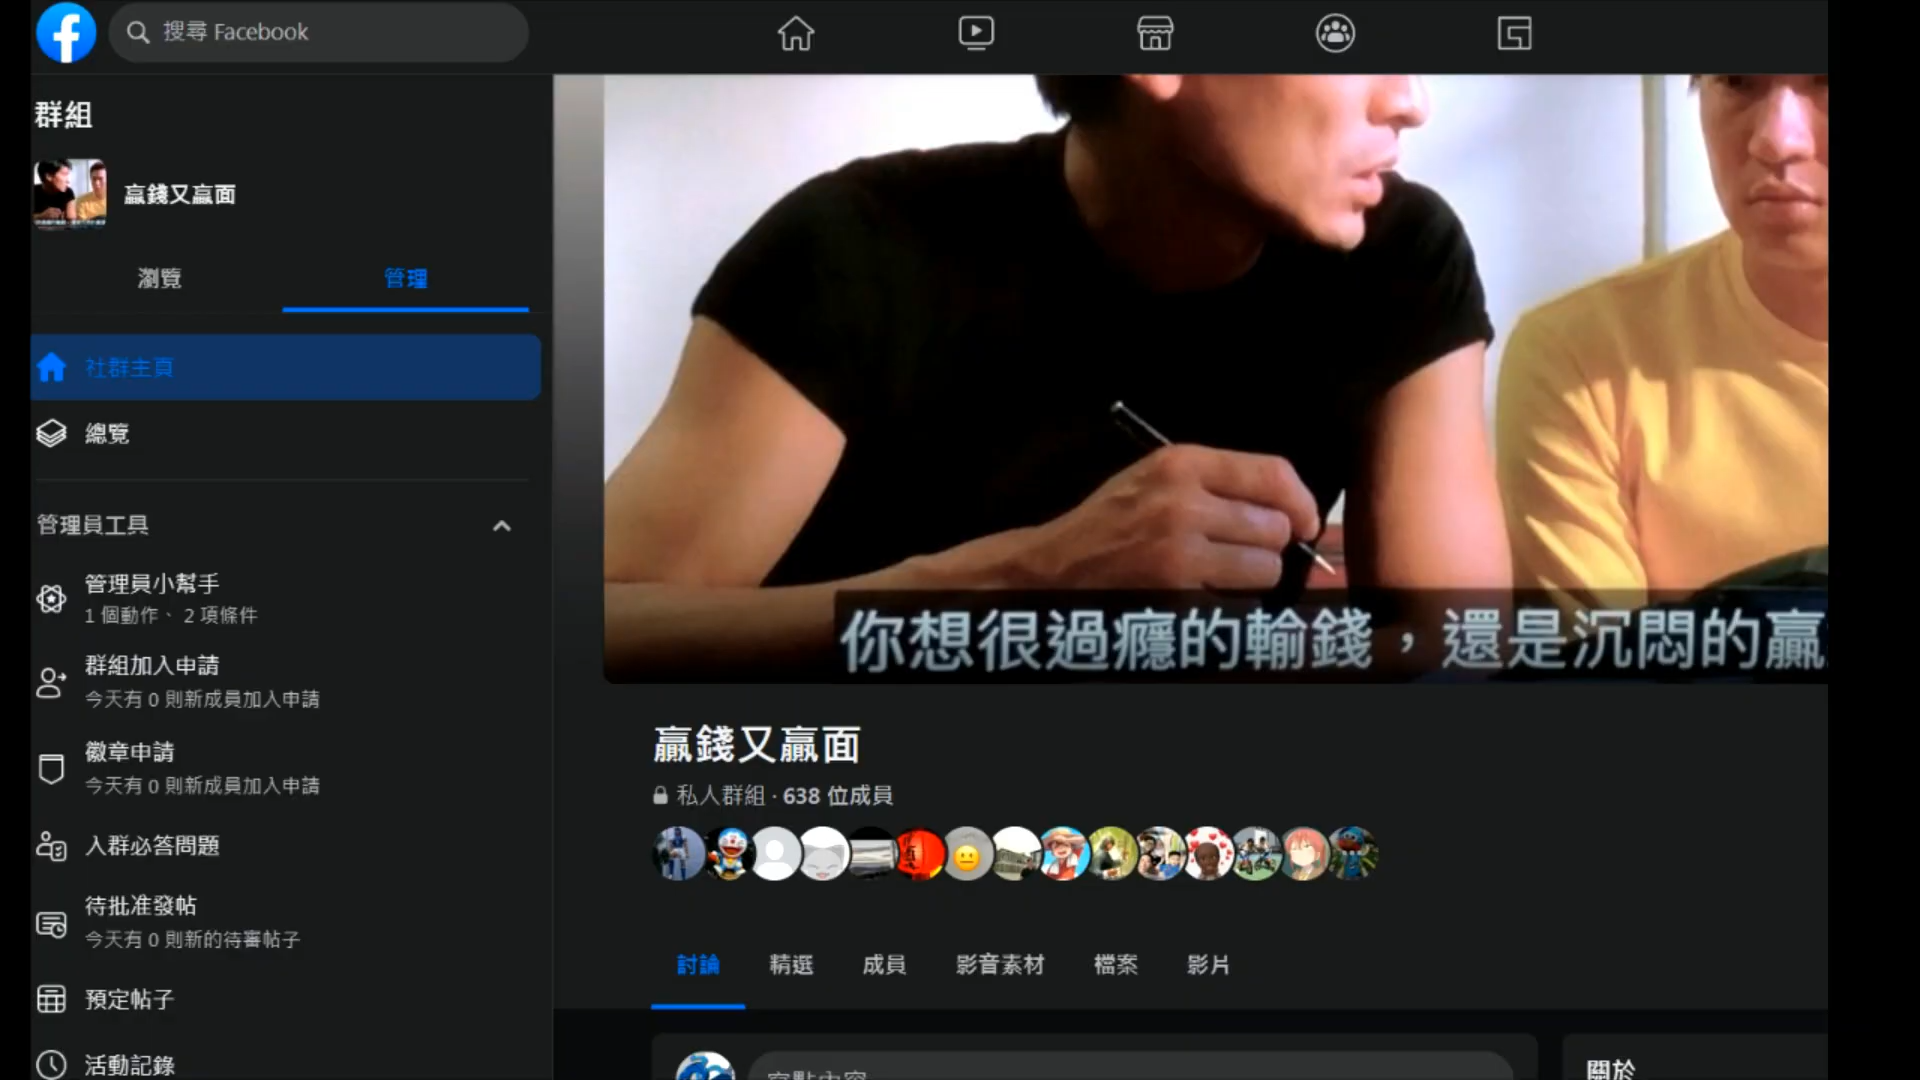 搜尋 Facebook
群組
贏錢又贏面
瀏覽
管理
社群主頁
總覽
管理員工具
管理員小幫手
1 個動作、 2 項條件
群組加入申請
今天有 0 則新成員加入申請
徽章申請
今天有 0 則新成員加入申請
入群必答問題
待批准發帖
今天有 0 則新的待審帖子
預定帖子
活動記錄
你想很過癮的輸錢，還是沉悶的贏
贏錢又贏面
私人群組 · 638 位成員
討論
精選
成員
影音素材
檔案
影片
關於